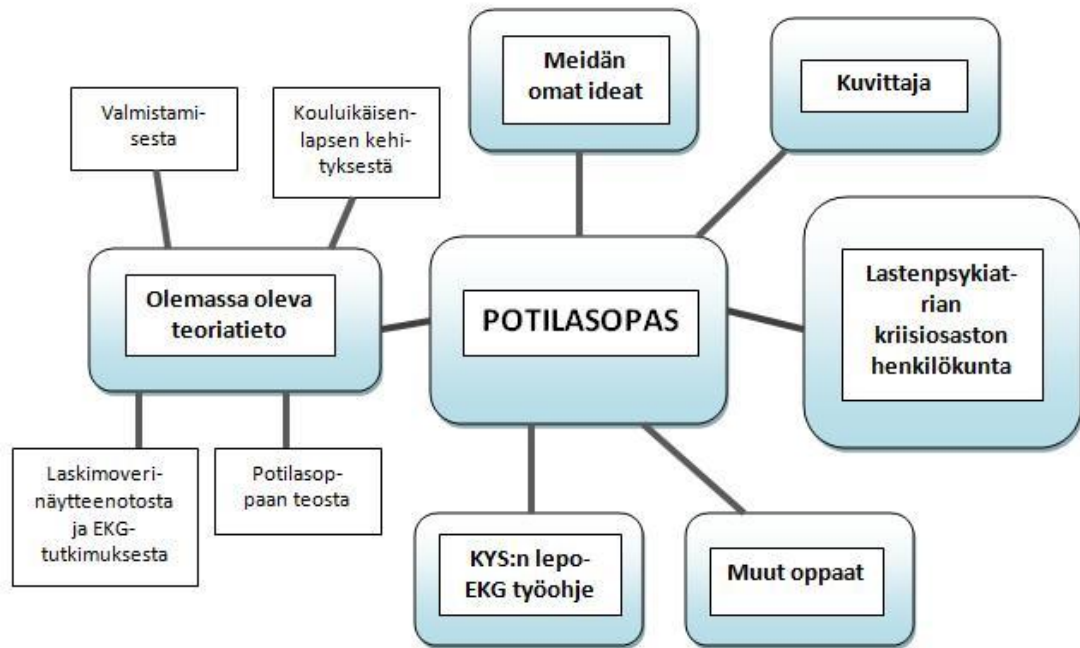 Meidän
omat ideat
Kuvittaja
Valmistami-
sesta
Kouluikäisen-
lapsen kehi-
tyksestä
Olemassa oleva
teoriatieto
POTILASOPAS
Lastenpsykiat-
rian
kriisiosaston
henkilökunta
Laskimoveri-
näytteenotosta
ja EKG-
tutkimuksesta
Potilasop-
paan teosta
KYS:n lepo-
EKG työohje
Muut oppaat